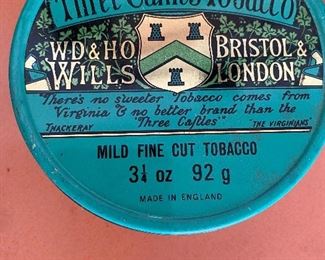 Three Castles Tobacco
W.D. & H.O. WILLS BRISTOL & LONDON
"There's no sweeter Tobacco comes from
Virginia & no better brand than the
"Three Castles"
THACKERAY "THE VIRGINIANS"
MILD FINE CUT TOBACCO
3¼ oz 92 g
MADE IN ENGLAND